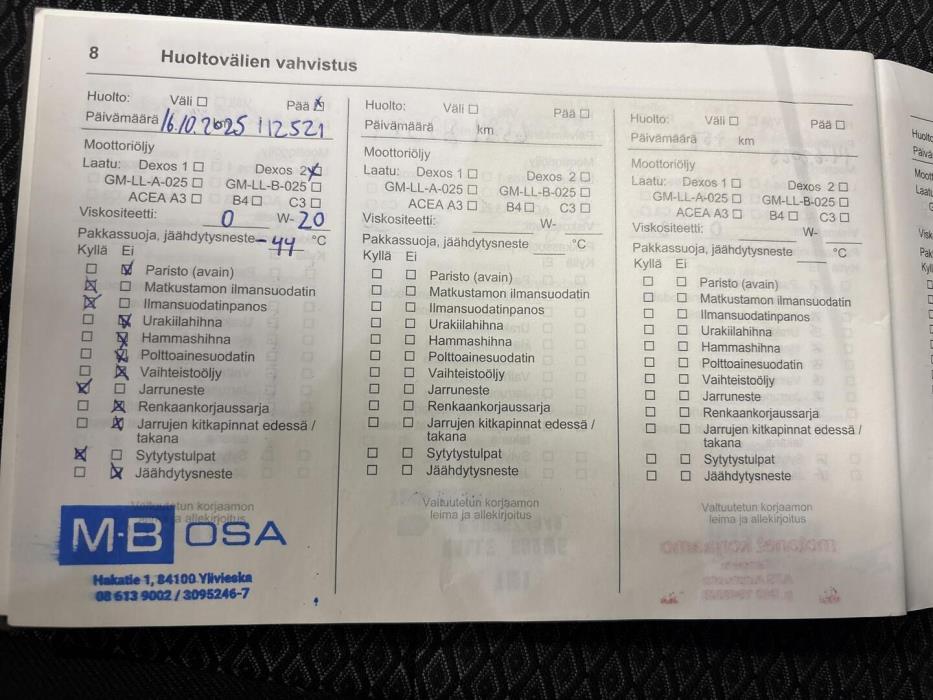 8 Huoltovälien vahvistus
Huolto: Väli ☐ Pää ☒
Päivämäärä 16.10.2025 km 112521
Moottoriöljy
Laatu: Dexos 1 ☐ Dexos 2 ☒
GM-LL-A-025 ☐ GM-LL-B-025 ☐
ACEA A3 ☐ B4 ☐ C3 ☐
Viskositeetti: 0 W- 20
Pakkassuoja, jäähdytysneste -44 °C
Kyllä Ei
☐ ☒ Paristo (avain)
☒ ☐ Matkustamon ilmansuodatin
☒ ☐ Ilmansuodatinpanos
☐ ☒ Urakiilahihna
☐ ☒ Hammashihna
☐ ☒ Polttoainesuodatin
☐ ☒ Vaihteistoöljy
☒ ☐ Jarruneste
☐ ☒ Renkaankorjaussarja
☐ ☒ Jarrujen kitkapinnat edessä /
takana
☒ ☐ Sytytystulpat
☐ ☒ Jäähdytysneste
Valtuutetun korjaamon
ja allekirjoitus
M-B OSA
Hakatie 1, 84100 Ylivieska
08 613 9002 / 3095246-7
Huolto: Väli ☐ Pää ☐
Päivämäärä km
Moottoriöljy
Laatu: Dexos 1 ☐ Dexos 2 ☐
GM-LL-A-025 ☐ GM-LL-B-025 ☐
ACEA A3 ☐ B4 ☐ C3 ☐
Viskositeetti: W-
Pakkassuoja, jäähdytysneste °C
Kyllä Ei
☐ ☐ Paristo (avain)
☐ ☐ Matkustamon ilmansuodatin
☐ ☐ Ilmansuodatinpanos
☐ ☐ Urakiilahihna
☐ ☐ Hammashihna
☐ ☐ Polttoainesuodatin
☐ ☐ Vaihteistoöljy
☐ ☐ Jarruneste
☐ ☐ Renkaankorjaussarja
☐ ☐ Jarrujen kitkapinnat edessä /
takana
☐ ☐ Sytytystulpat
☐ ☐ Jäähdytysneste
Valtuutetun korjaamon
leima ja allekirjoitus
Huolto: Väli ☐ Pää ☐
Päivämäärä km
Moottoriöljy
Laatu: Dexos 1 ☐ Dexos 2 ☐
GM-LL-A-025 ☐ GM-LL-B-025 ☐
ACEA A3 ☐ B4 ☐ C3 ☐
Viskositeetti: W-
Pakkassuoja, jäähdytysneste °C
Kyllä Ei
☐ ☐ Paristo (avain)
☐ ☐ Matkustamon ilmansuodatin
☐ ☐ Ilmansuodatinpanos
☐ ☐ Urakiilahihna
☐ ☐ Hammashihna
☐ ☐ Polttoainesuodatin
☐ ☐ Vaihteistoöljy
☐ ☐ Jarruneste
☐ ☐ Renkaankorjaussarja
☐ ☐ Jarrujen kitkapinnat edessä /
takana
☐ ☐ Sytytystulpat
☐ ☐ Jäähdytysneste
Valtuutetun korjaamon
leima ja allekirjoitus